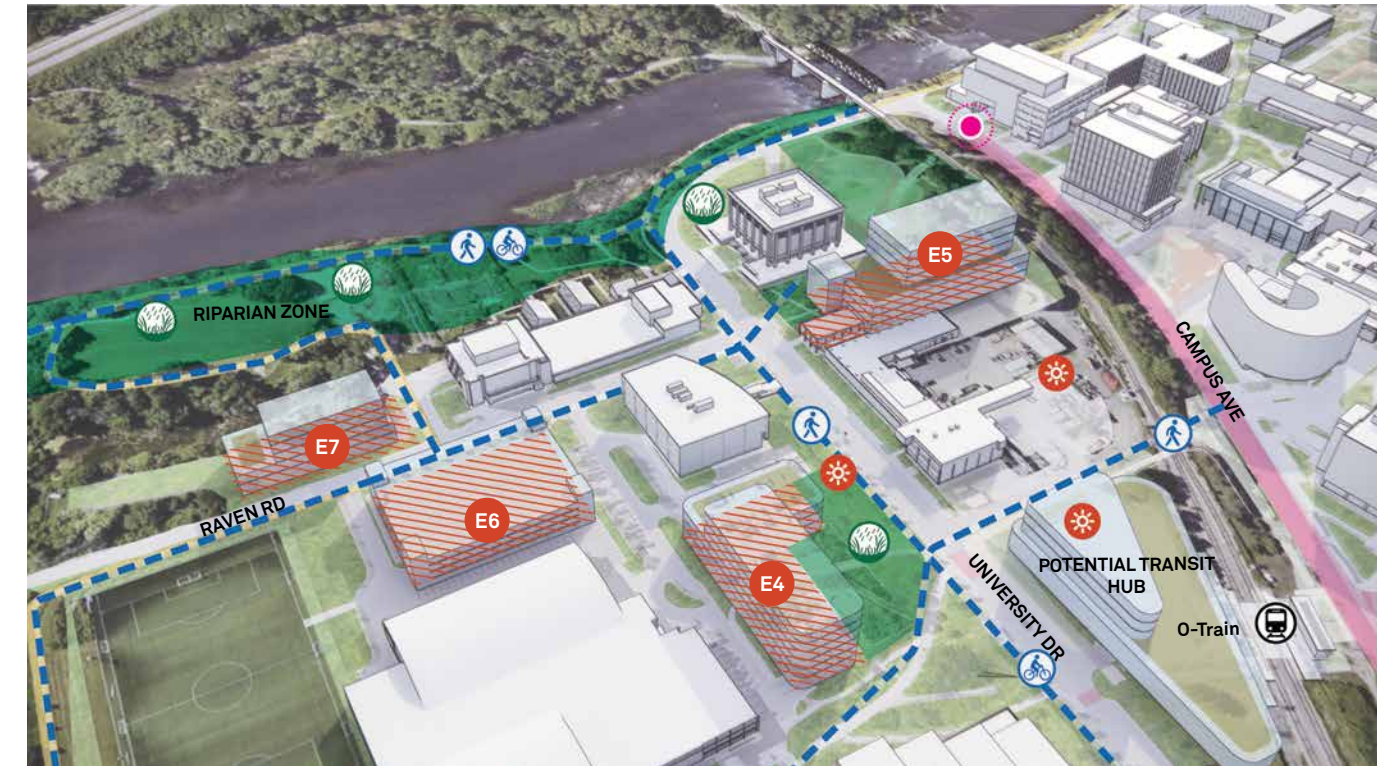 E5
RIPARIAN ZONE
CAMPUS AVE
E7
RAVEN RD
E6
E4
UNIVERSITY DR
POTENTIAL TRANSIT
HUB
O-Train